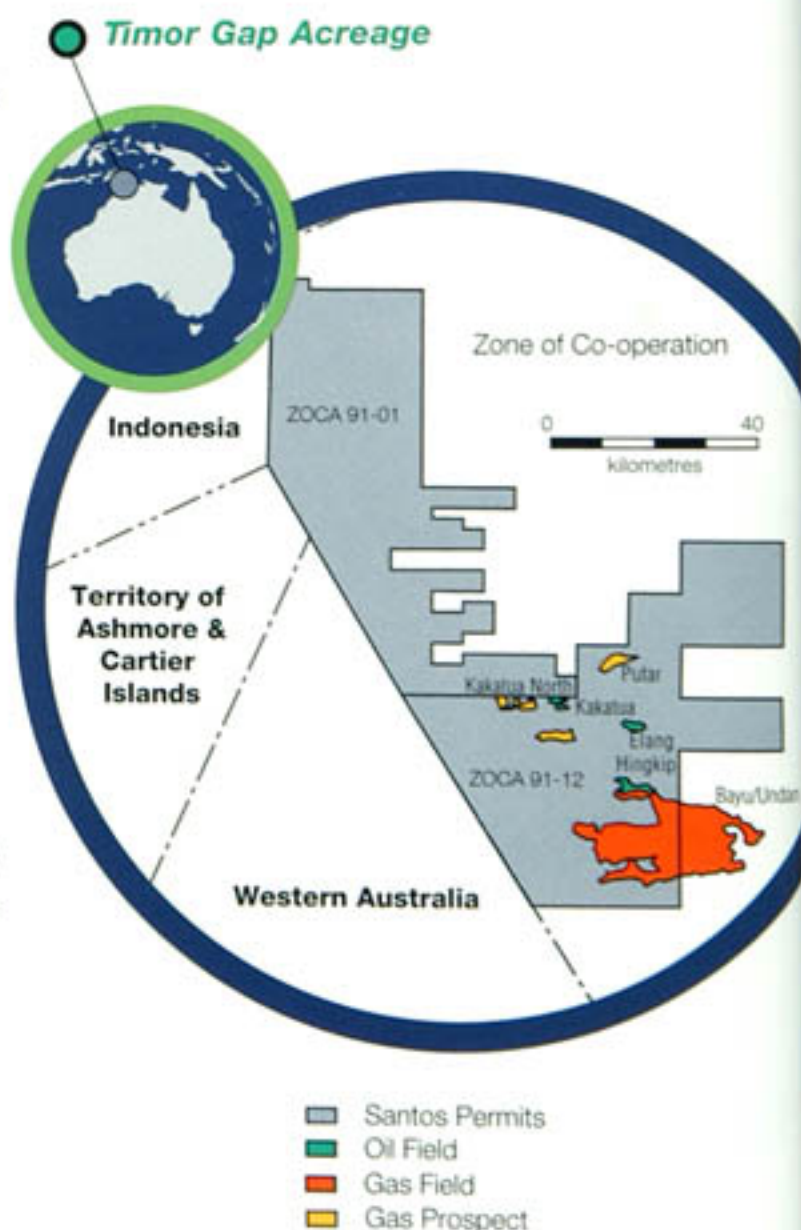 Timor Gap Acreage
Zone of Co-operation
0 40
kilometres
Indonesia
ZOCA 91-01
Territory of
Ashmore &
Cartier
Islands
Putar
Kakatua North
Kakatua
Elang
Hingkip
ZOCA 91-12
Bayu/Undan
Western Australia
Santos Permits
Oil Field
Gas Field
Gas Prospect